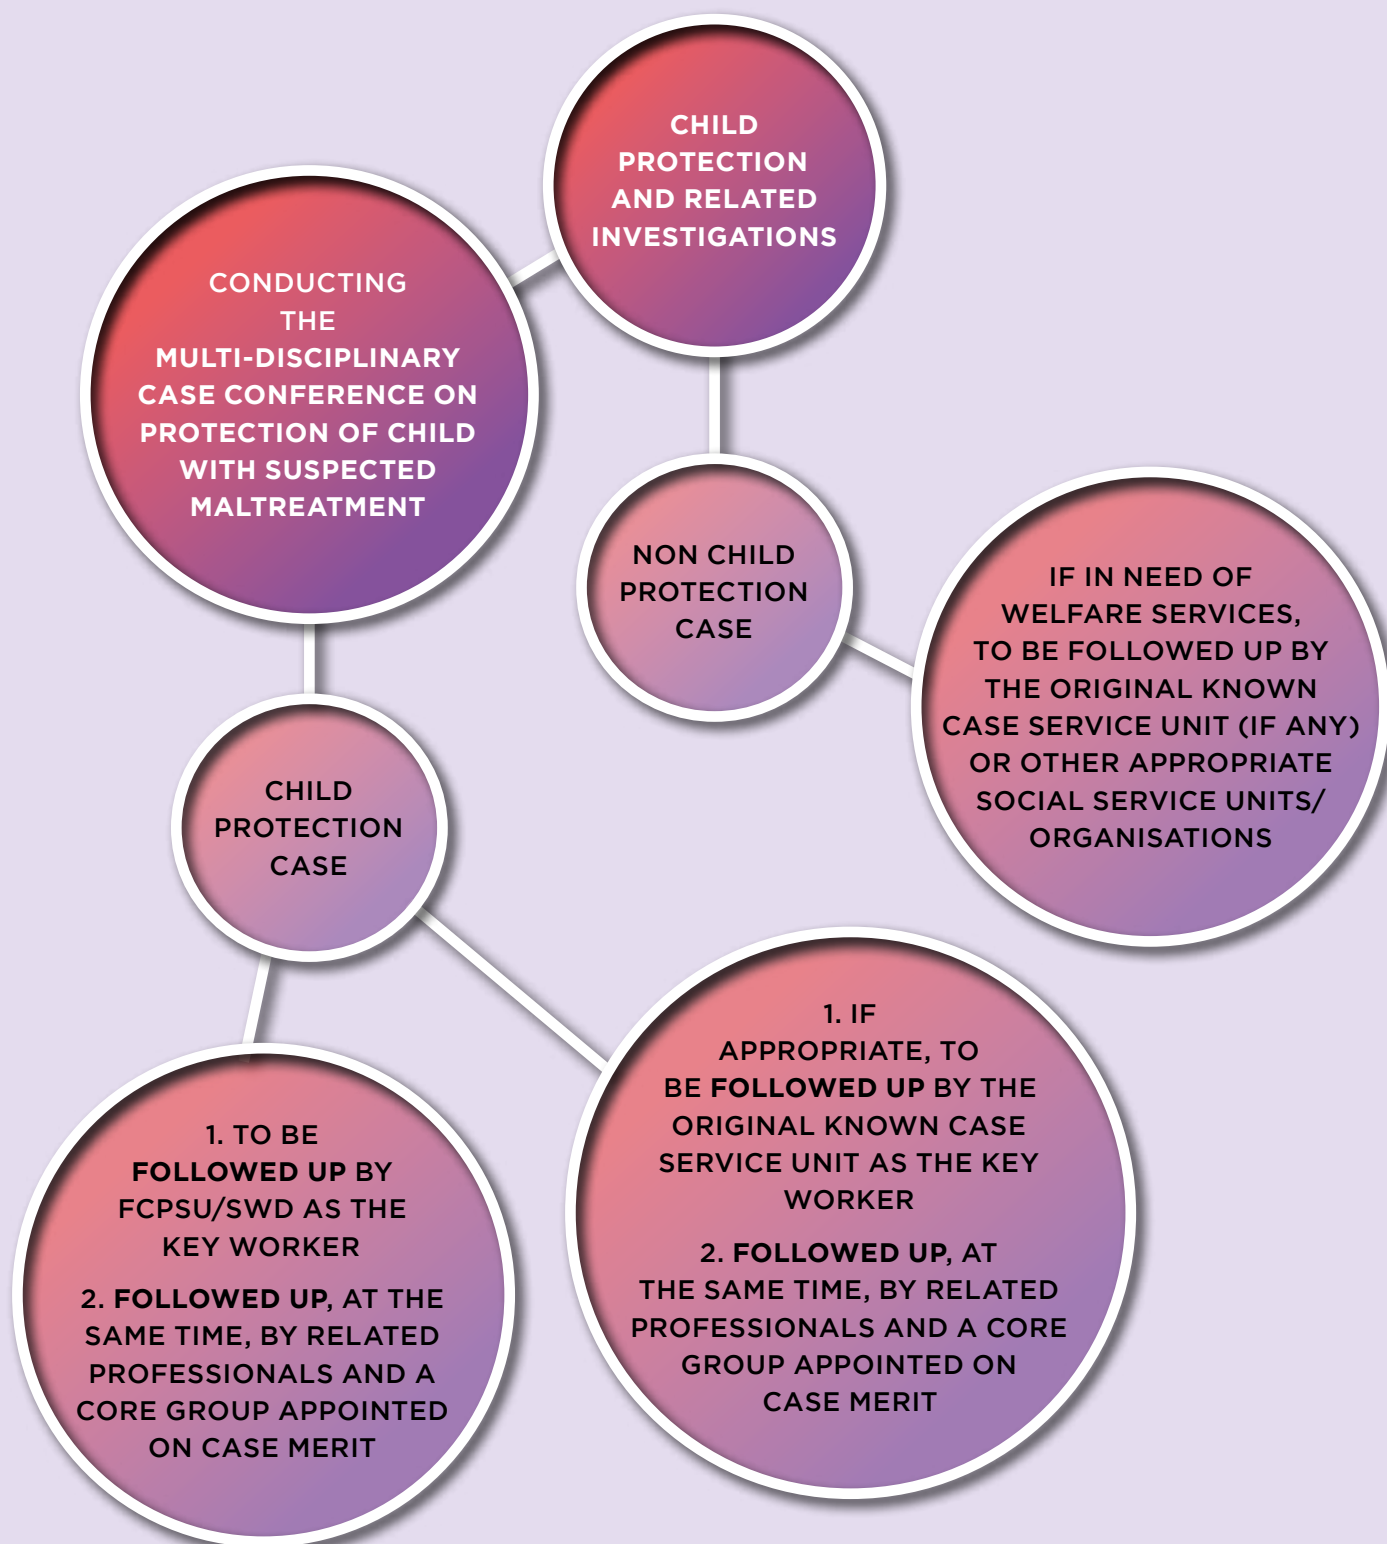 CHILD
PROTECTION
AND RELATED
INVESTIGATIONS
CONDUCTING
THE
MULTI-DISCIPLINARY
CASE CONFERENCE ON
PROTECTION OF CHILD
WITH SUSPECTED
MALTREATMENT
NON CHILD
PROTECTION
CASE
IF IN NEED OF
WELFARE SERVICES,
TO BE FOLLOWED UP BY
THE ORIGINAL KNOWN
CASE SERVICE UNIT (IF ANY)
OR OTHER APPROPRIATE
SOCIAL SERVICE UNITS/
ORGANISATIONS
CHILD
PROTECTION
CASE
1. TO BE
FOLLOWED UP BY
FCPSU/SWD AS THE
KEY WORKER
2. FOLLOWED UP, AT THE
SAME TIME, BY RELATED
PROFESSIONALS AND A
CORE GROUP APPOINTED
ON CASE MERIT
1. IF
APPROPRIATE, TO
BE FOLLOWED UP BY THE
ORIGINAL KNOWN CASE
SERVICE UNIT AS THE KEY
WORKER
2. FOLLOWED UP, AT
THE SAME TIME, BY RELATED
PROFESSIONALS AND A CORE
GROUP APPOINTED ON
CASE MERIT